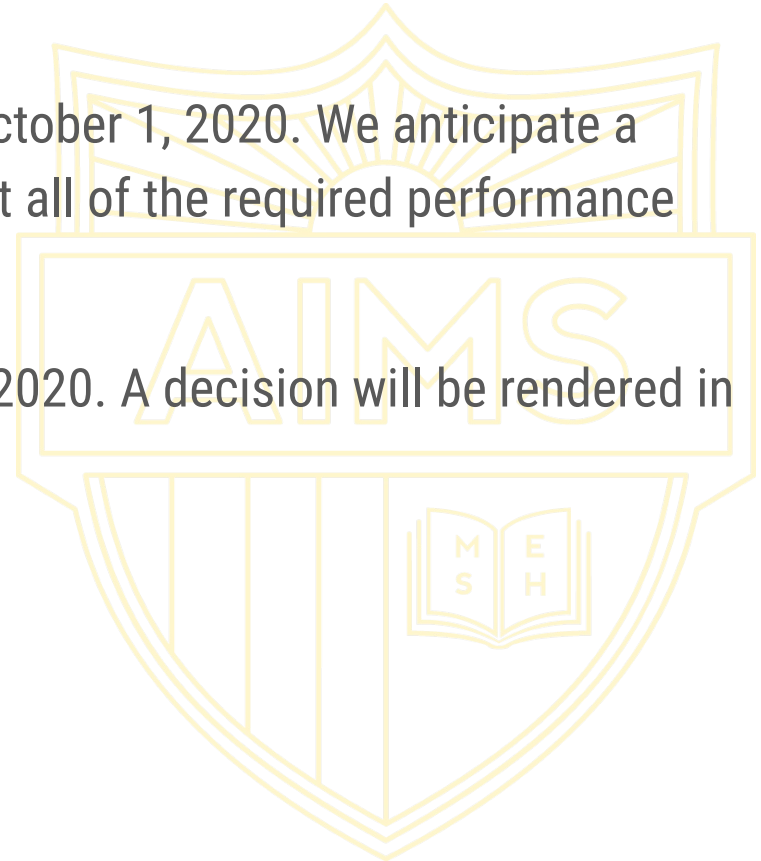 ctober 1, 2020. We anticipate a
t all of the required performance
AIMS
2020. A decision will be rendered in
M E
S H